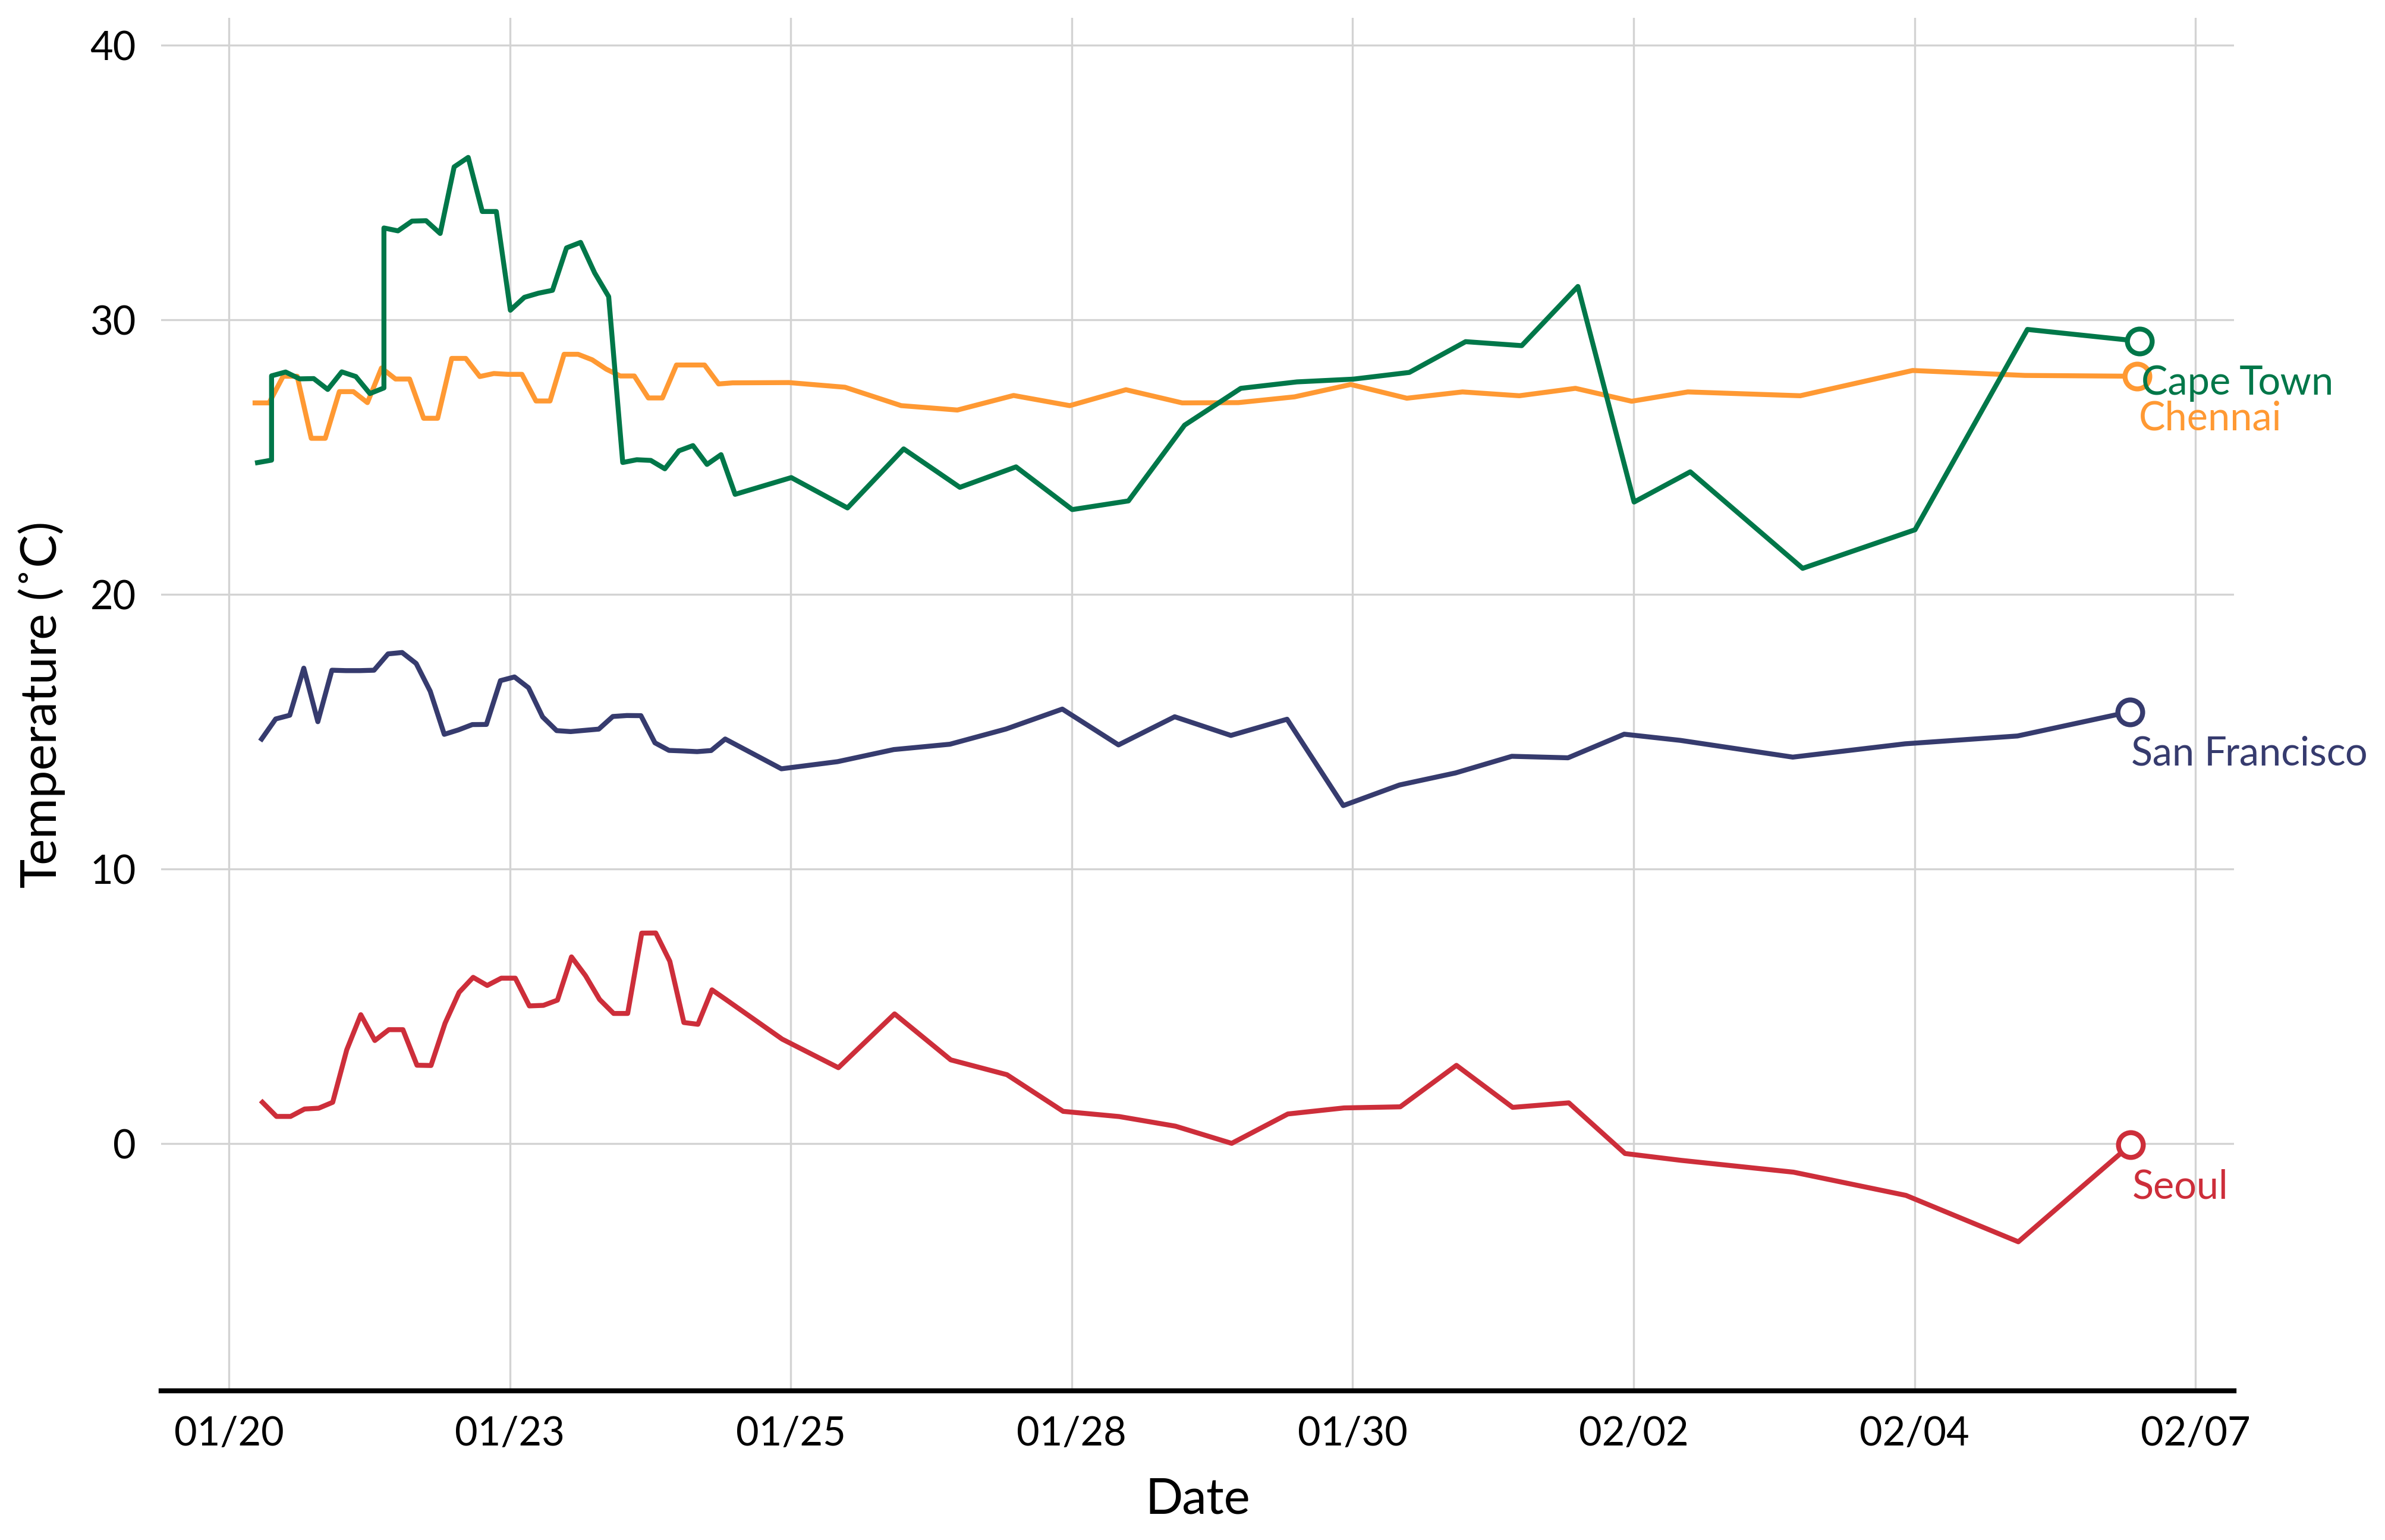 40
30
20
10
0
Temperature (°C)
Cape Town
Chennai
San Francisco
Seoul
01/20 01/23 01/25 01/28 01/30 02/02 02/04 02/07
Date